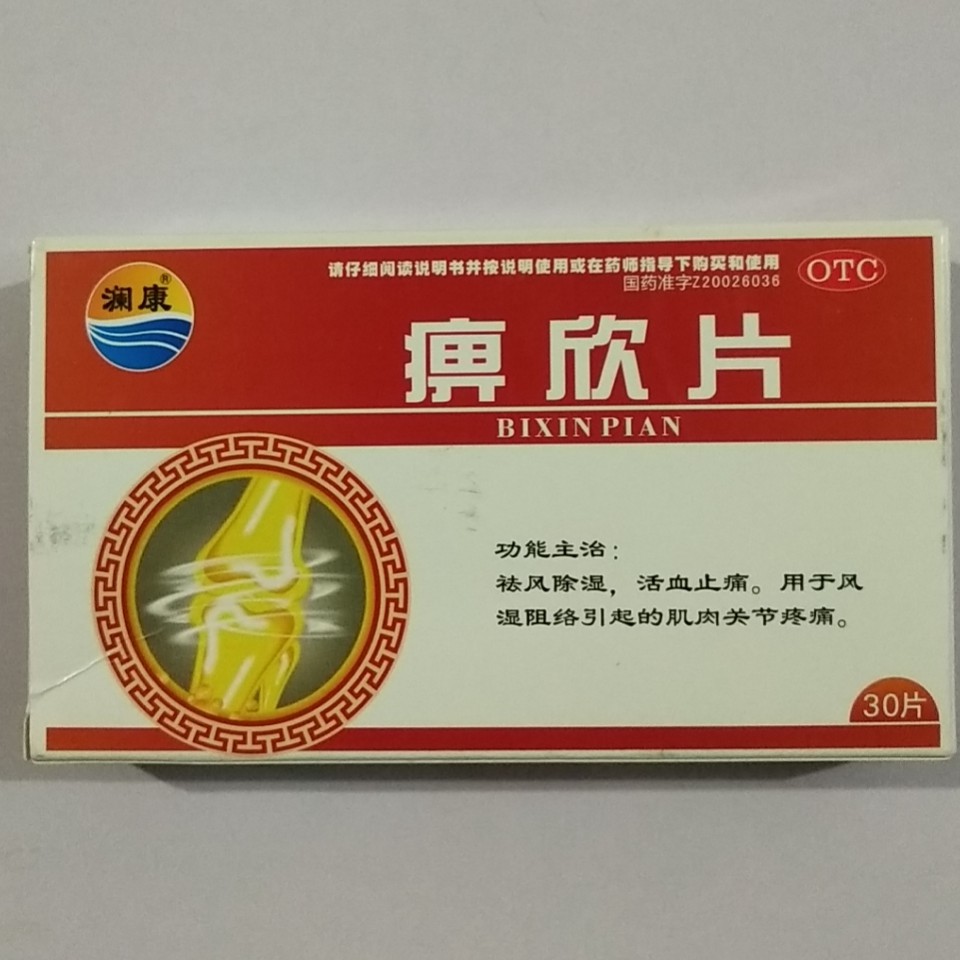 澜康®
请仔细阅读说明书并按说明使用或在药师指导下购买和使用
国药准字Z20026036
OTC
痹欣片
BIXIN PIAN
功能主治:
祛风除湿，活血止痛。用于风
湿阻络引起的肌肉关节疼痛。
30片